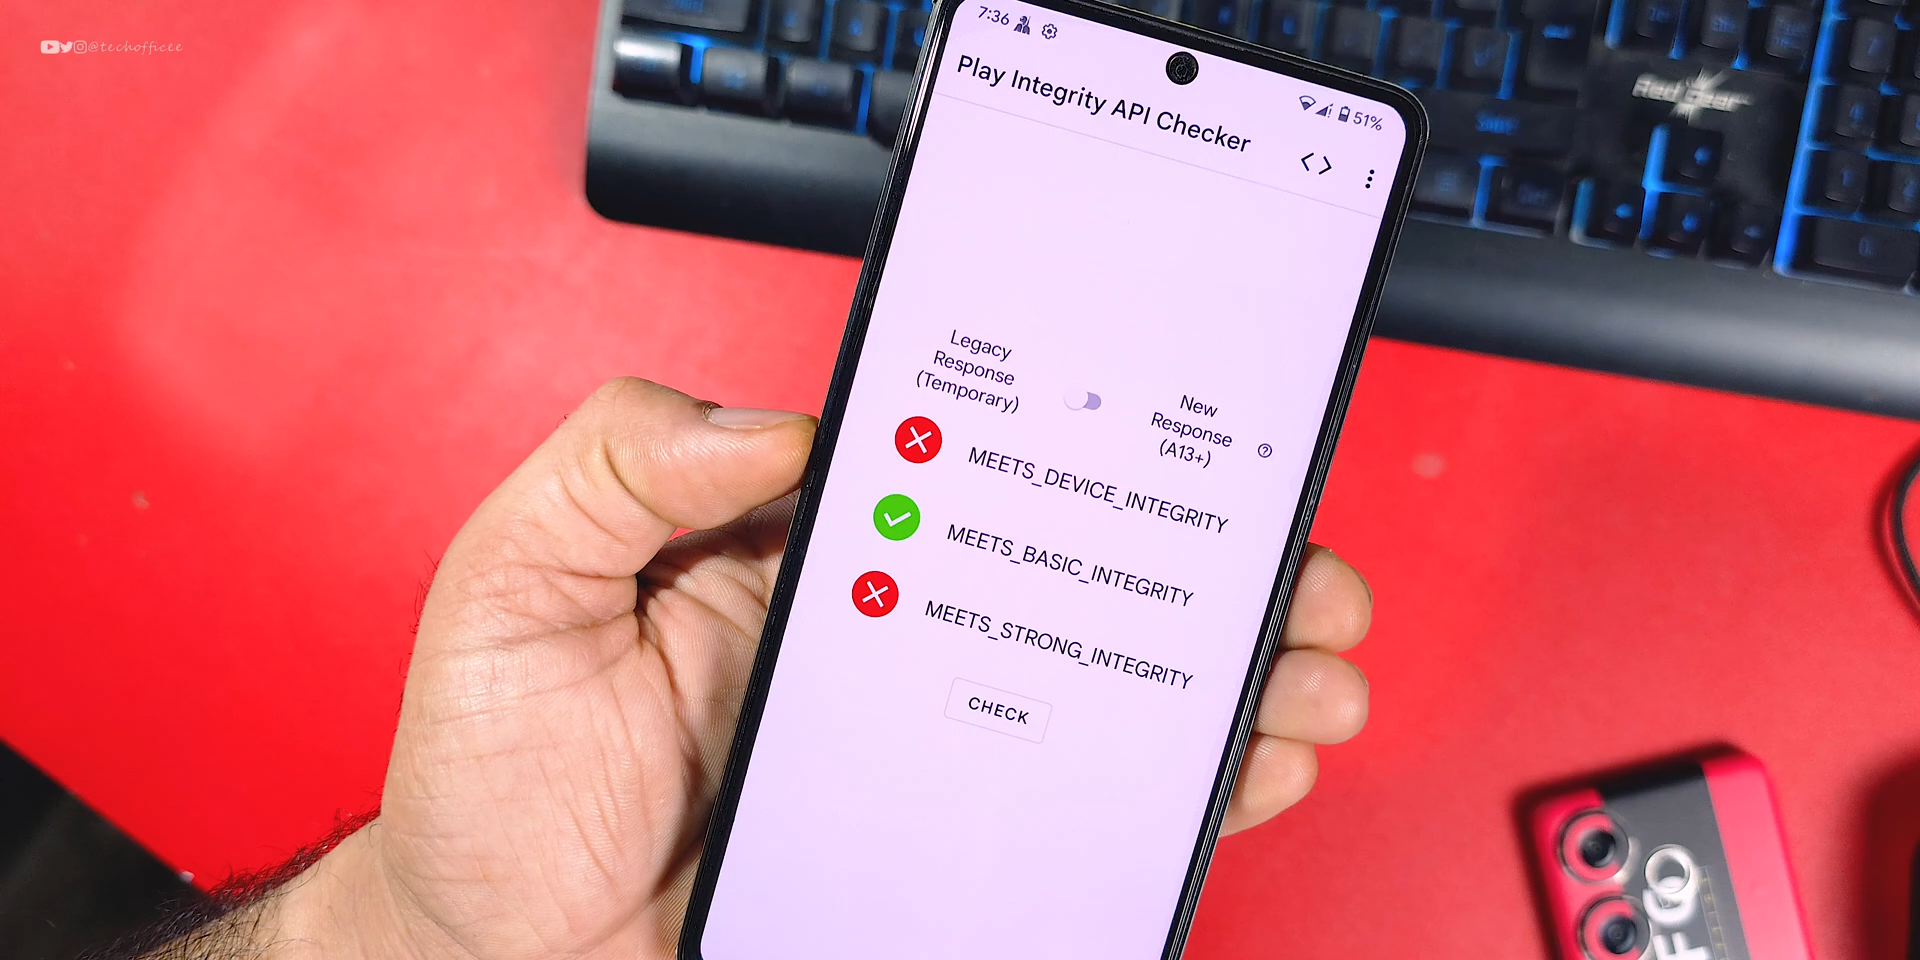 @techofficee
7:36
51%
Play Integrity API Checker
Legacy
Response
(Temporary)
New
Response
(A13+)
MEETS_DEVICE_INTEGRITY
MEETS_BASIC_INTEGRITY
MEETS_STRONG_INTEGRITY
CHECK
Red Gear
Shift